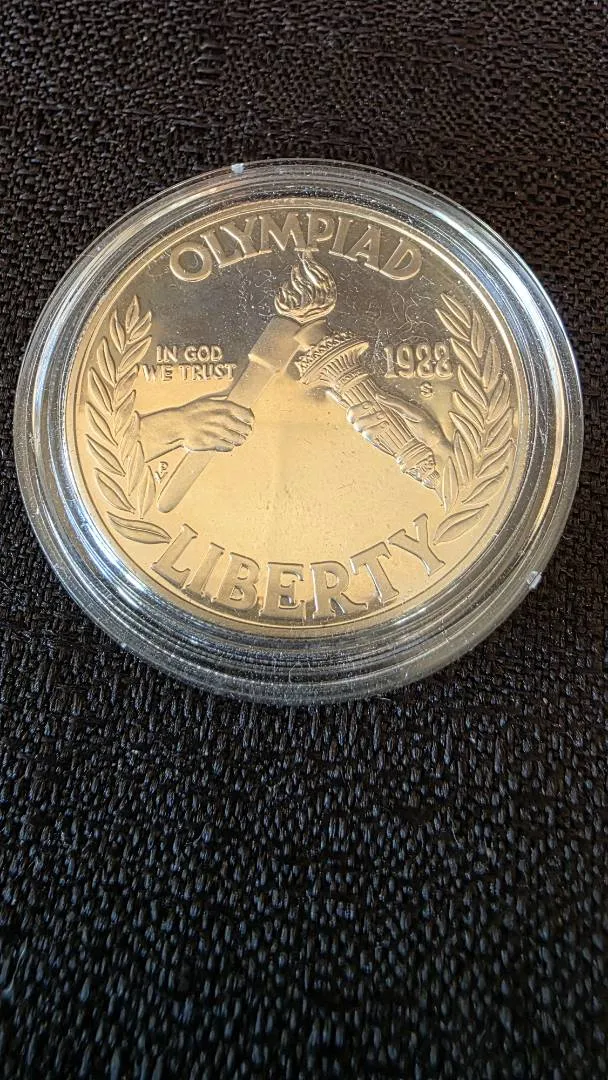 OLYMPIAD
IN GOD
WE TRUST
1988
S
LIBERTY